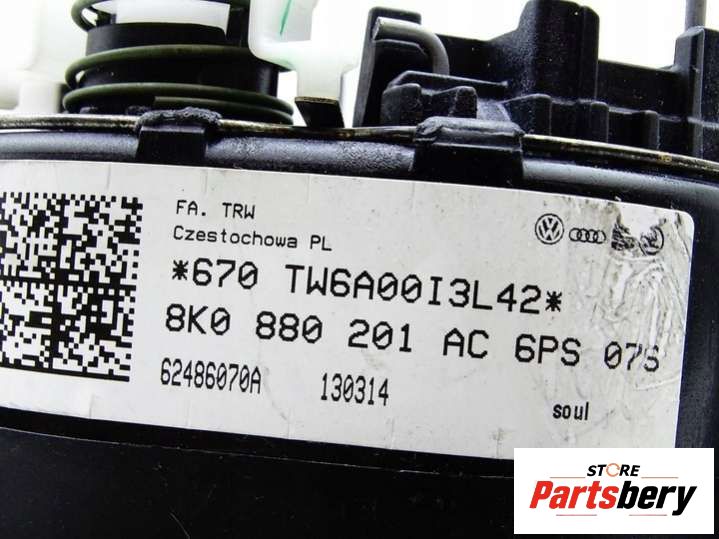 FA. TRW
Czestochowa PL
*670 TW6A00I3L42*
8K0 880 201 AC 6PS 07S
62486070A 130314
soul
STORE
Partsbery